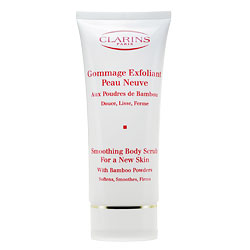 CLARINS
PARIS
Gommage Exfoliant
Peau Neuve
Aux Poudres de Bambou
Douce, Lisse, Ferme
Smoothing Body Scrub
For a New Skin
With Bamboo Powders
Softens, Smoothes, Firms